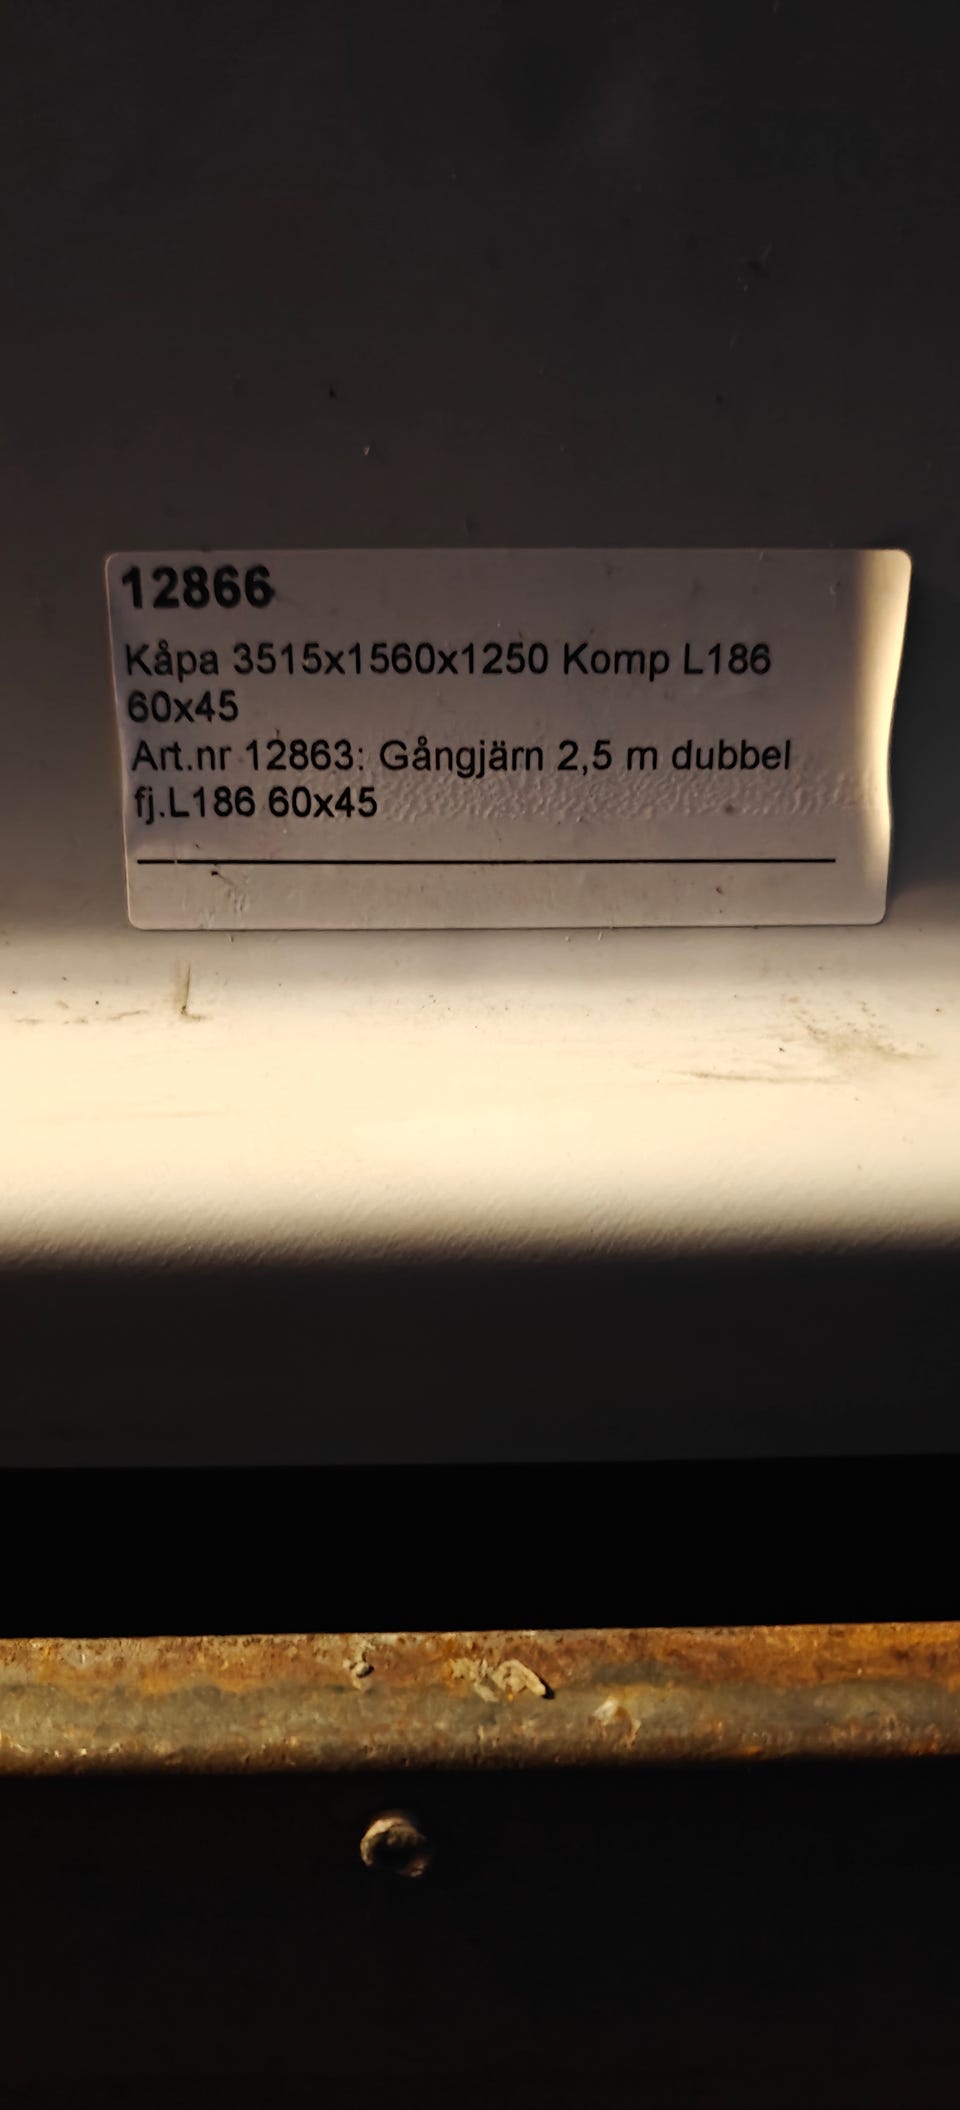 12866
Kåpa 3515x1560x1250 Komp L186
60x45
Art.nr 12863: Gångjärn 2,5 m dubbel
fj.L186 60x45